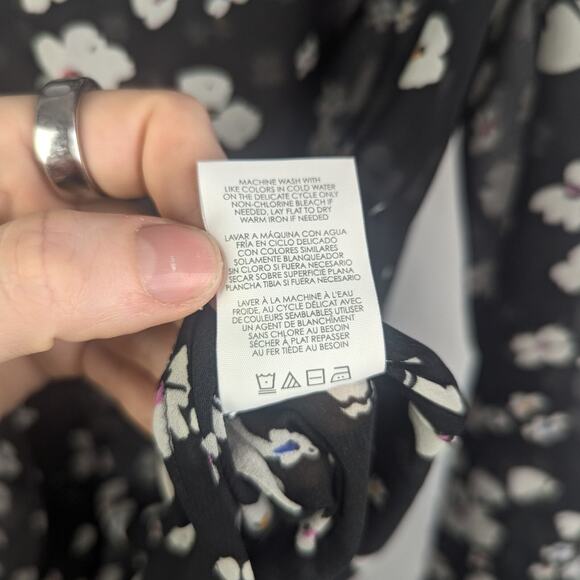 MACHINE WASH WITH
LIKE COLORS IN COLD WATER
ON THE DELICATE CYCLE ONLY
NON-CHLORINE BLEACH IF
NEEDED, LAY FLAT TO DRY
WARM IRON IF NEEDED
LAVAR A MÁQUINA CON AGUA
FRÍA EN CICLO DELICADO
CON COLORES SIMILARES
SOLAMENTE BLANQUEADOR
SIN CLORO SI FUERA NECESARIO
SECAR SOBRE SUPERFICIE PLANA
PLANCHA TIBIA SI FUERA NECESARIO
LAVER À LA MACHINE À L'EAU
FROIDE, AU CYCLE DÉLICAT AVEC
DE COULEURS SEMBLABLES UTILISER
UN AGENT DE BLANCHIMENT
SANS CHLORE AU BESOIN
SÈCHER À PLAT REPASSER
AU FER TIÈDE AU BESOIN